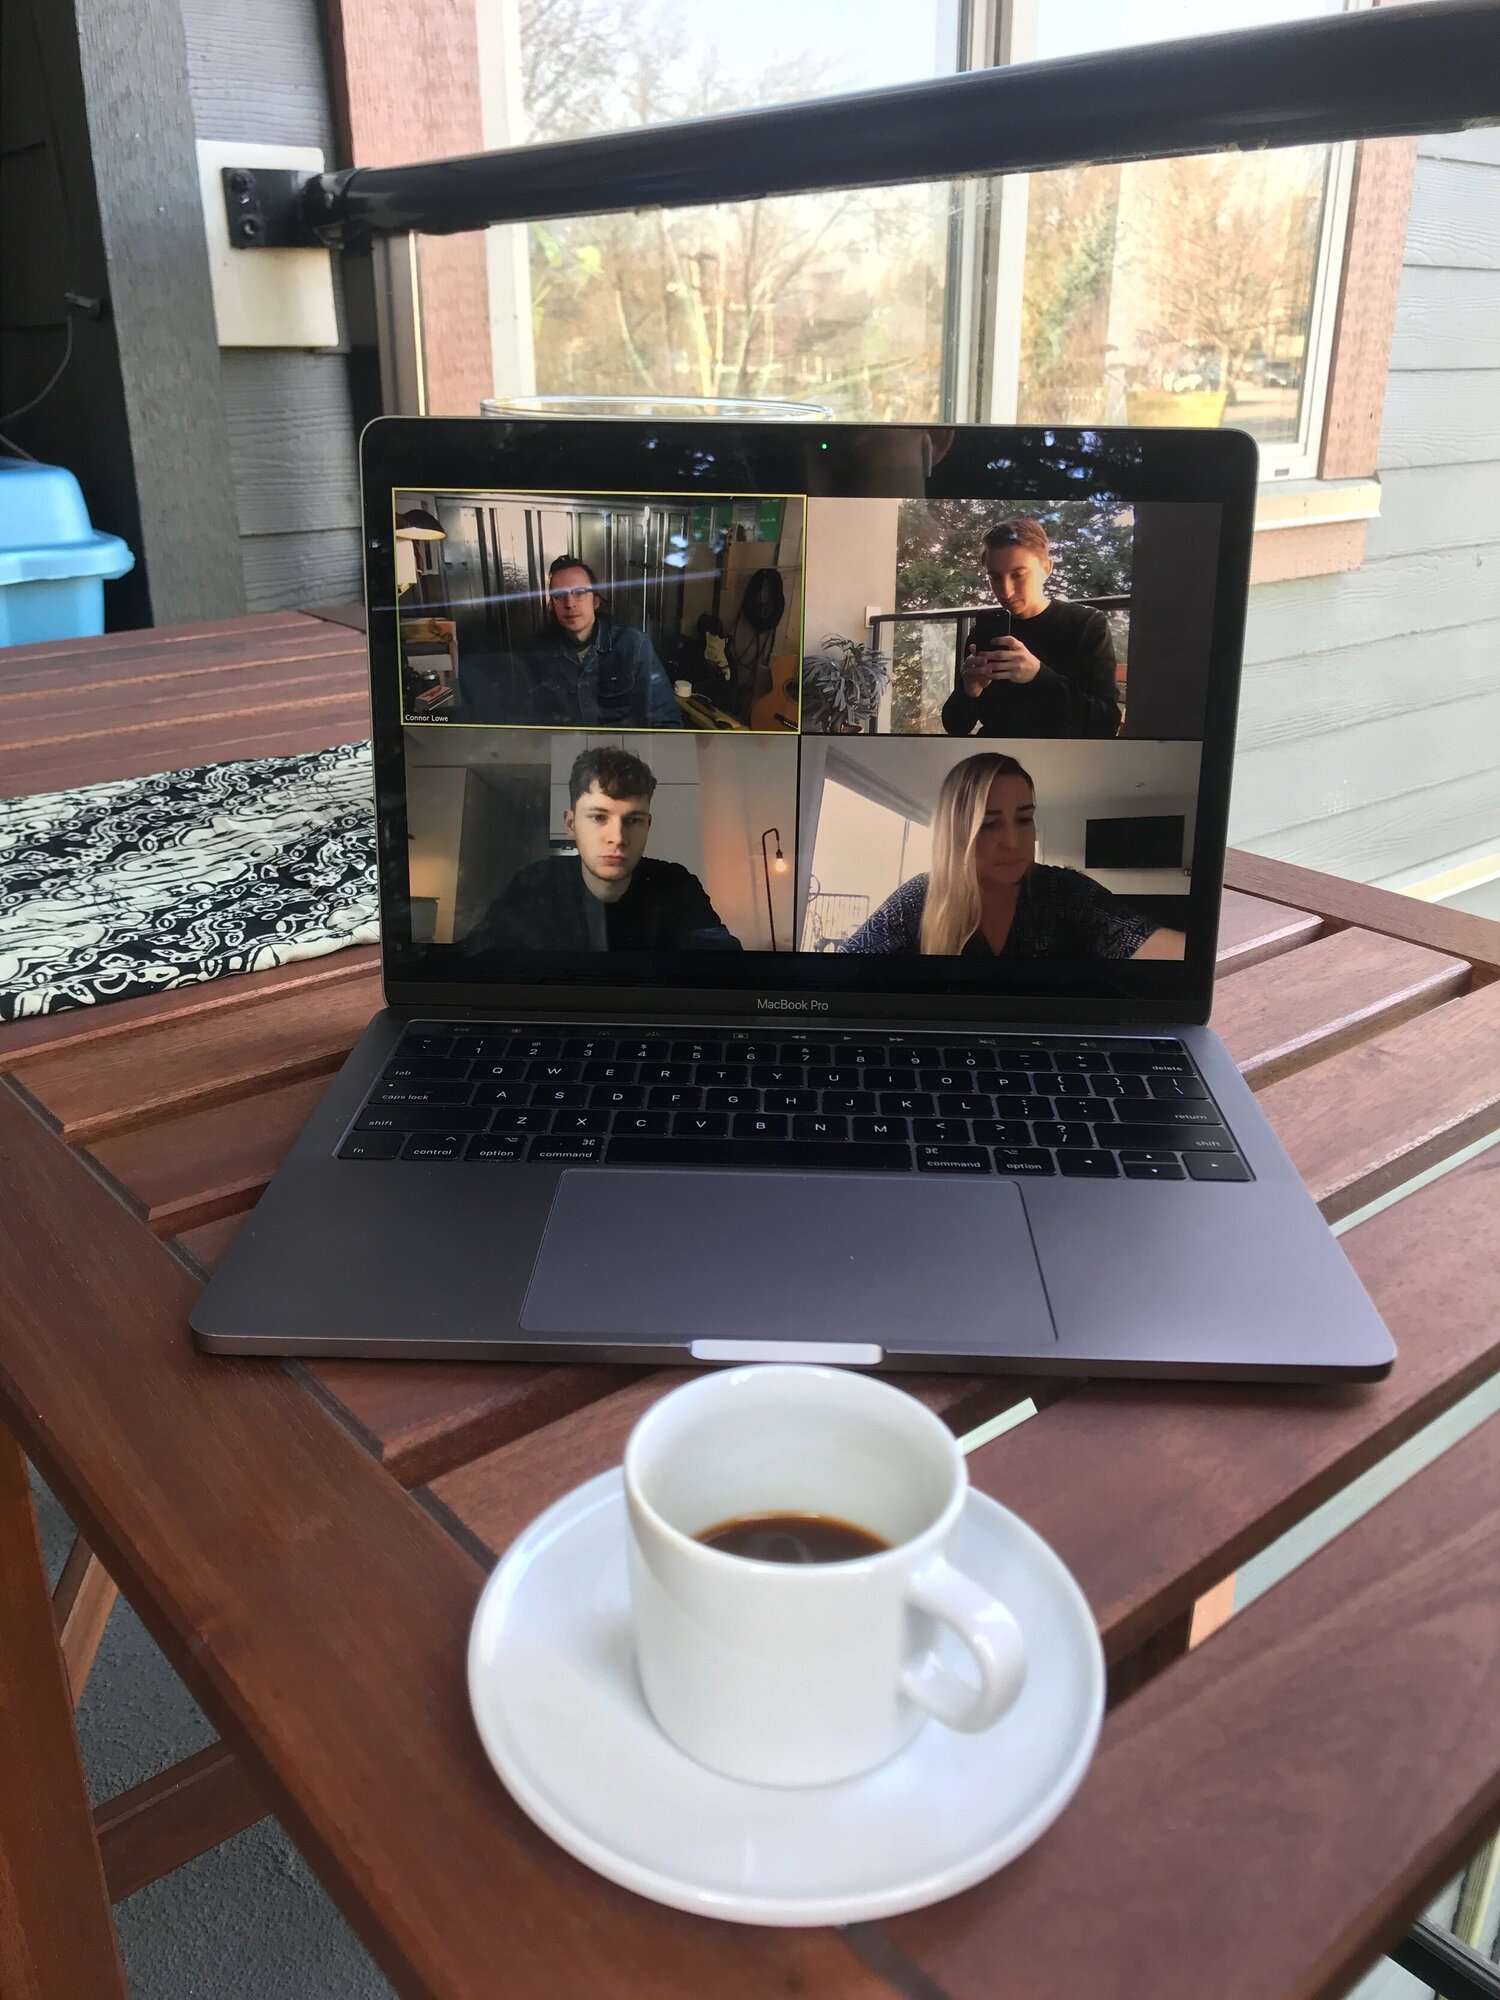 Connor Lowe
MacBook Pro
esc
~ ! @ # $ % ^ & * ( ) _ +
1 2 3 4 5 6 7 8 9 0 - = delete
tab Q W E R T Y U I O P { } |
[ ] \
caps lock A S D F G H J K L : "
; ' return
shift Z X C V B N M < > ?
, . / shift
fn control option command command option